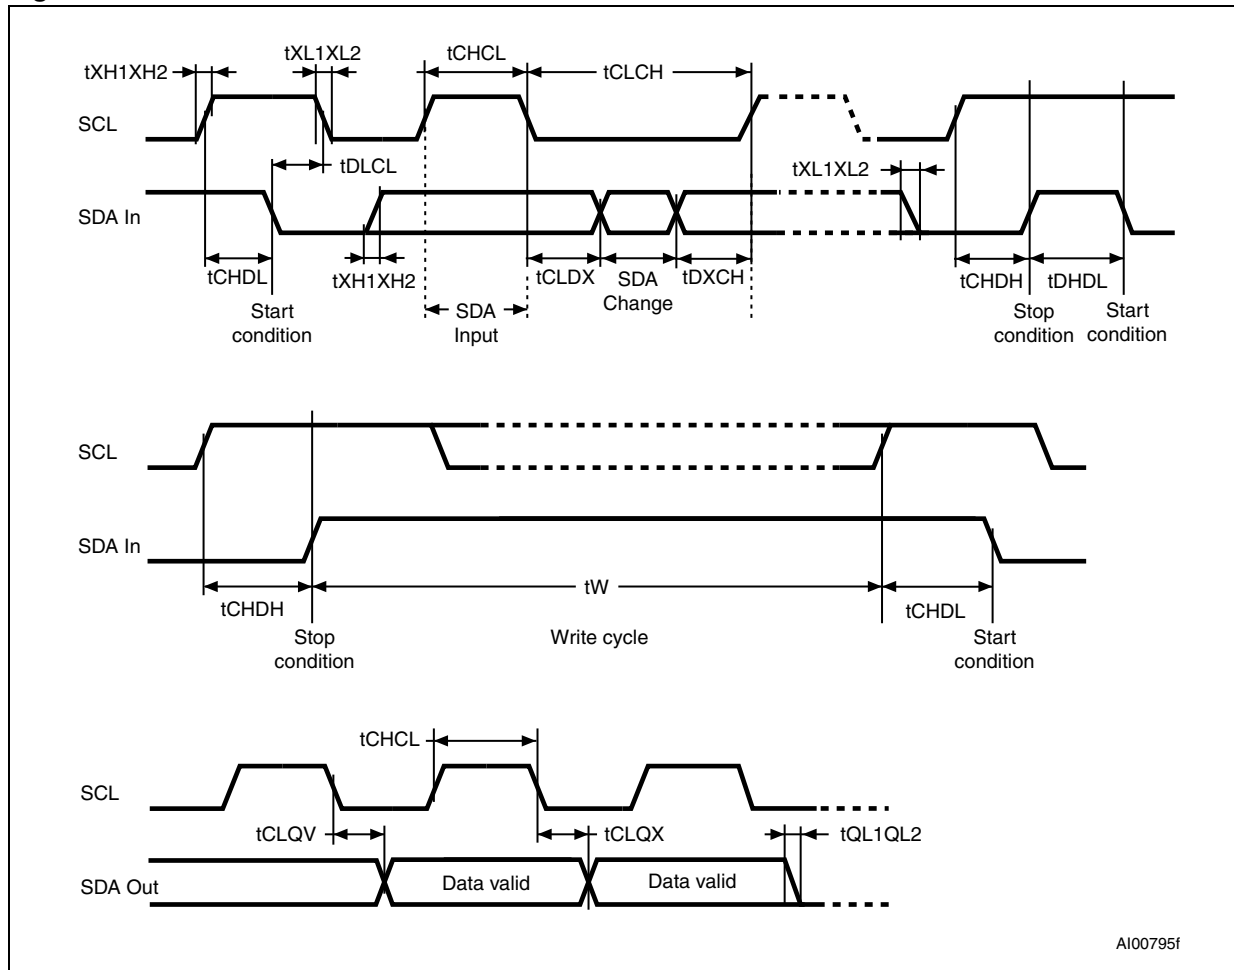 tXH1XH2
tXL1XL2
tCHCL
tCLCH
SCL
tDLCL
tXL1XL2
SDA In
tCHDL
tXH1XH2
tCLDX
SDA
Change
tDXCH
tCHDH
tDHDL
Start
condition
SDA
Input
Stop
condition
Start
condition
SCL
SDA In
tCHDH
tW
tCHDL
Stop
condition
Write cycle
Start
condition
tCHCL
SCL
tCLQV
tCLQX
tQL1QL2
SDA Out
Data valid
Data valid
AI00795f